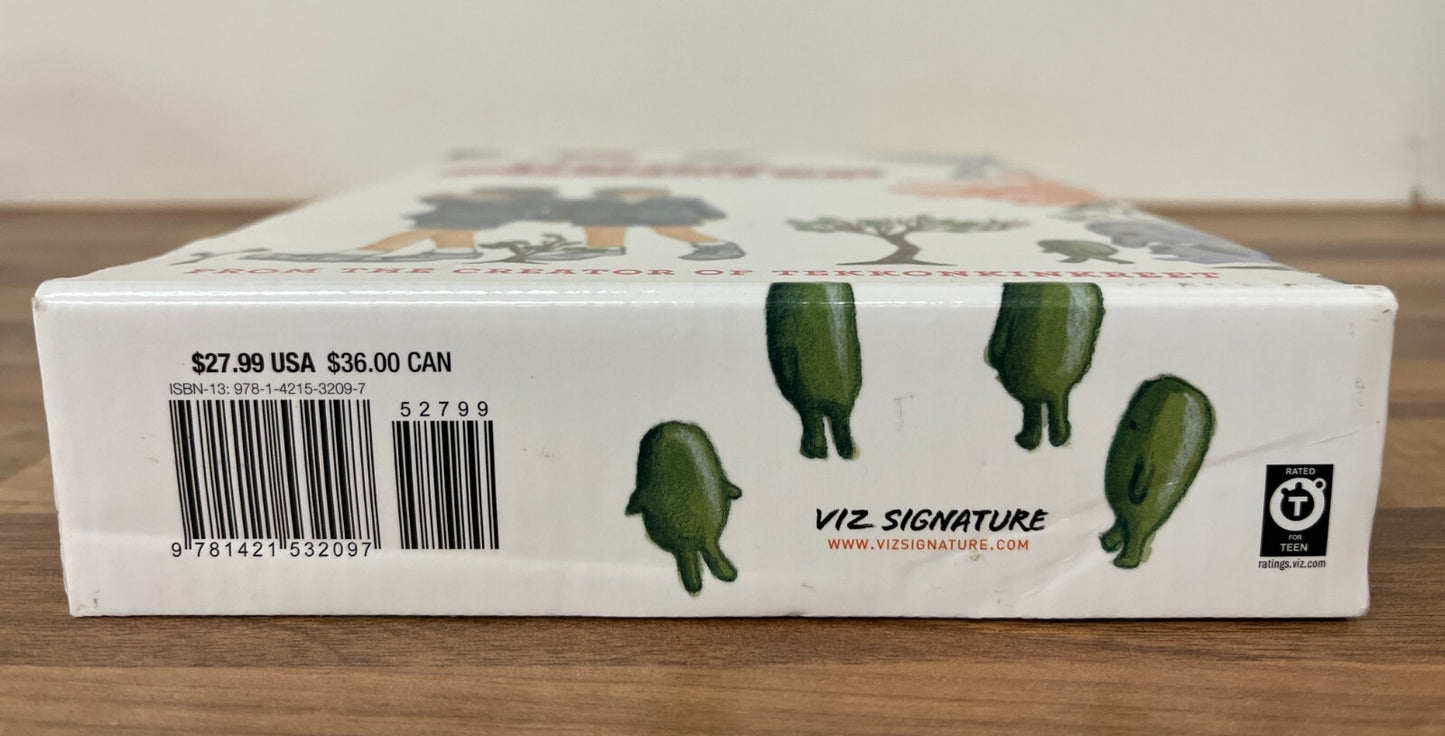 FROM THE CREATOR OF TEKKONKINKREET
$27.99 USA $36.00 CAN
ISBN-13: 978-1-4215-3209-7
52799
9 781421 532097
VIZ SIGNATURE
WWW.VIZSIGNATURE.COM
RATED
T
FOR
TEEN
ratings.viz.com